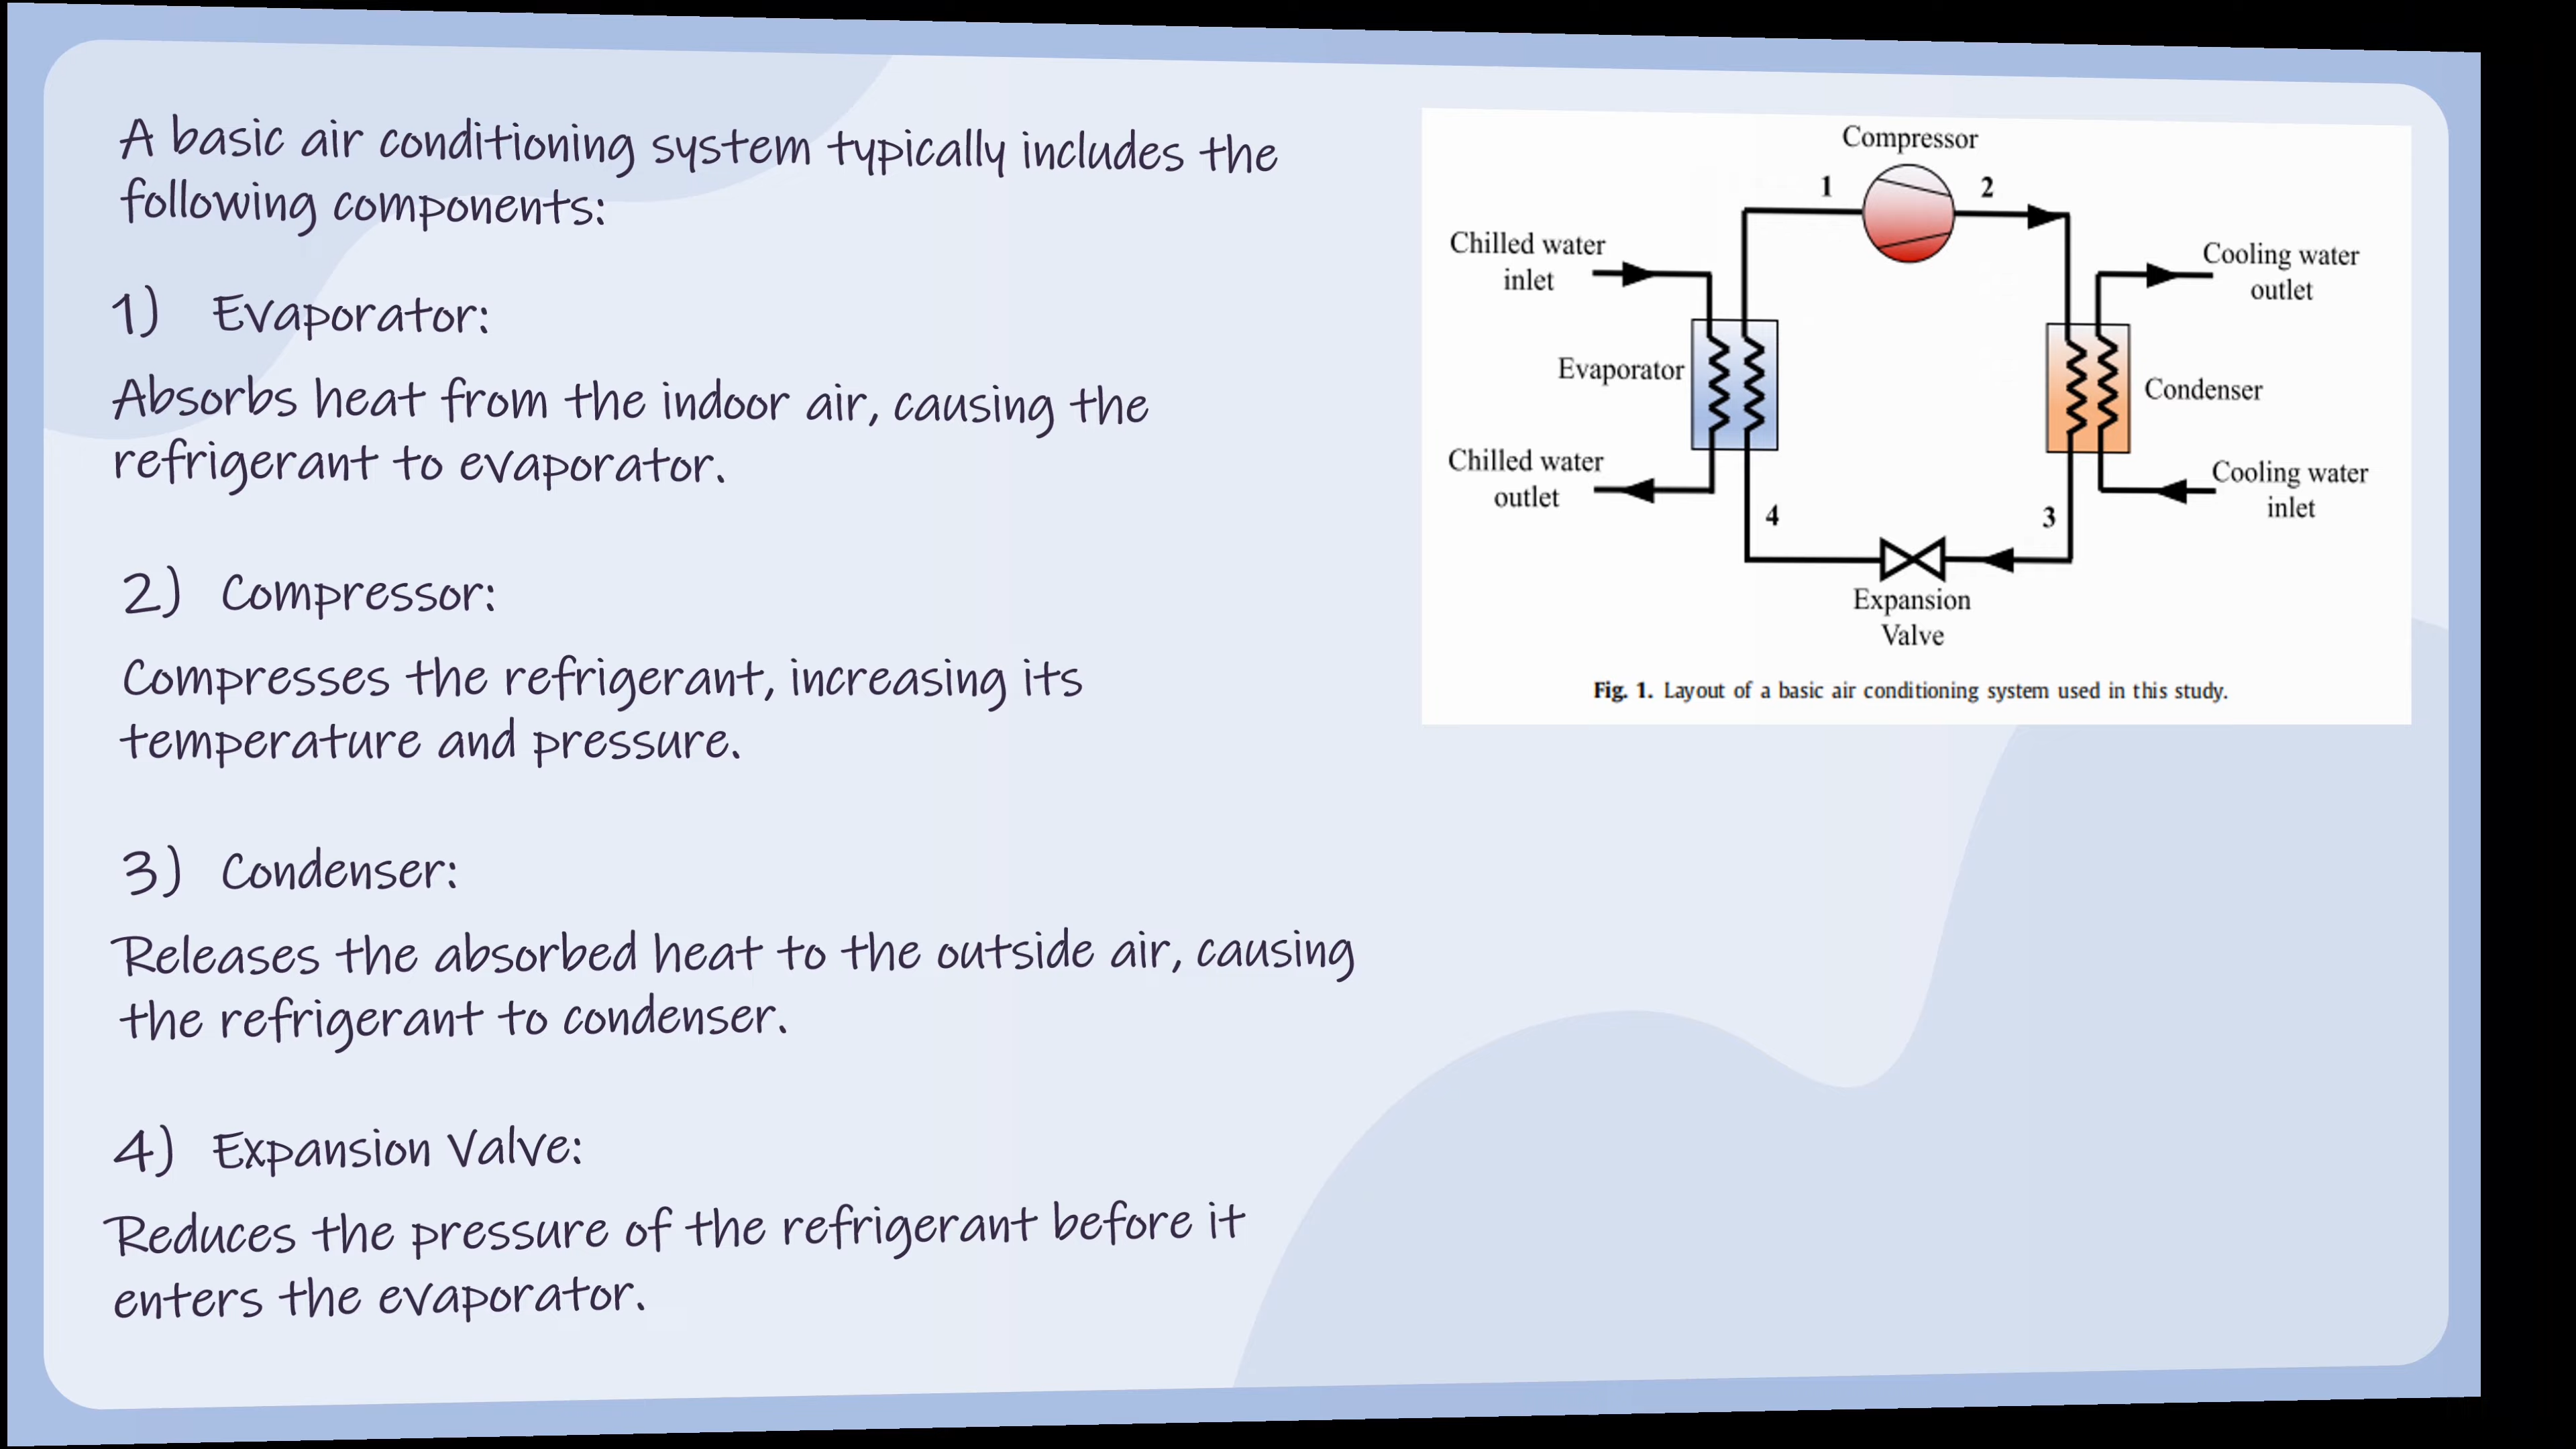 A basic air conditioning system typically includes the
following components:
1) Evaporator:
Absorbs heat from the indoor air, causing the
refrigerant to evaporator.
2) Compressor:
Compresses the refrigerant, increasing its
temperature and pressure.
3) Condenser:
Releases the absorbed heat to the outside air, causing
the refrigerant to condenser.
4) Expansion Valve:
Reduces the pressure of the refrigerant before it
enters the evaporator.
Compressor
1
2
Chilled water
inlet
Cooling water
outlet
Evaporator
Condenser
Chilled water
outlet
Cooling water
inlet
4
3
Expansion
Valve
Fig. 1. Layout of a basic air conditioning system used in this study.